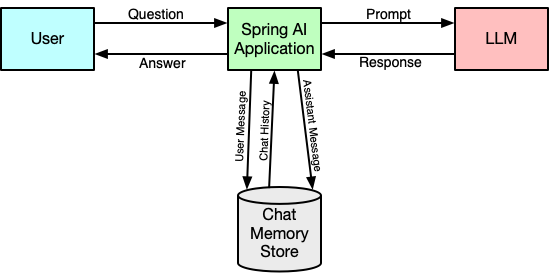 Question
Prompt
User
Spring AI
Application
LLM
Answer
Response
User Message
Chat History
Assistant Message
Chat
Memory
Store